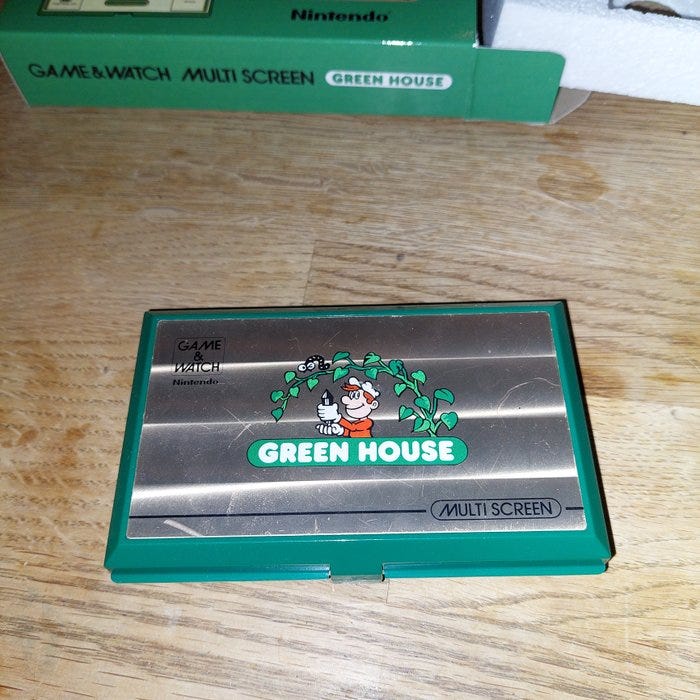 Nintendo®
GAME & WATCH MULTI SCREEN GREEN HOUSE
GAME
&
WATCH
Nintendo
GREEN HOUSE
MULTI SCREEN